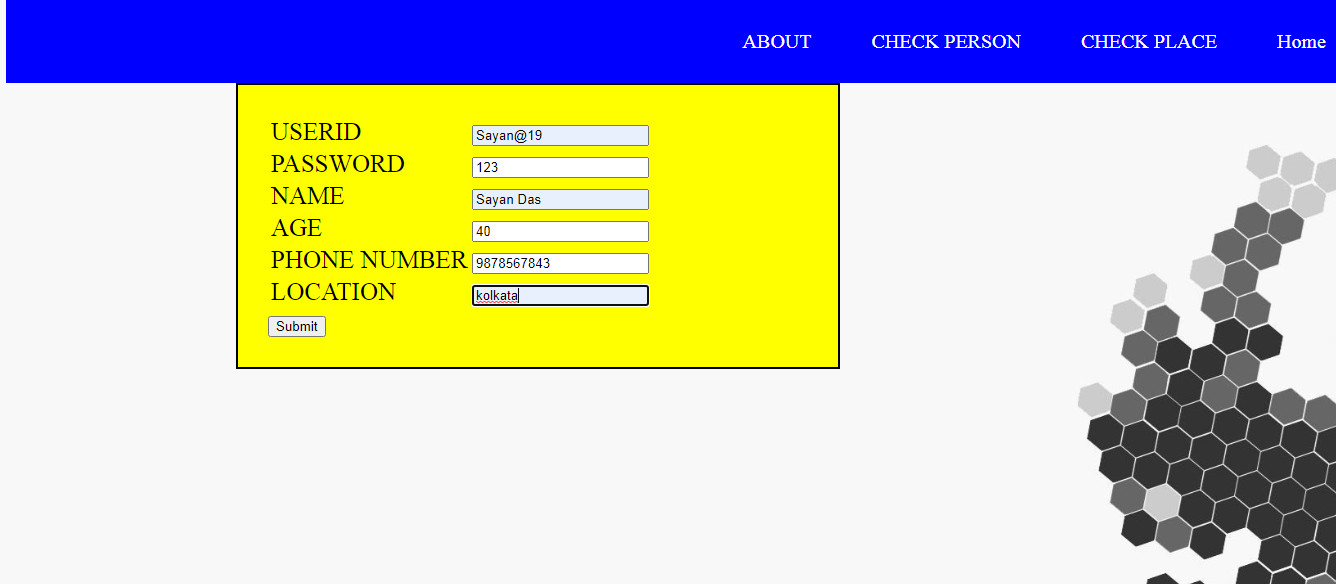 ABOUT CHECK PERSON CHECK PLACE Home
USERID Sayan@19
PASSWORD 123
NAME Sayan Das
AGE 40
PHONE NUMBER 9878567843
LOCATION kolkata
Submit